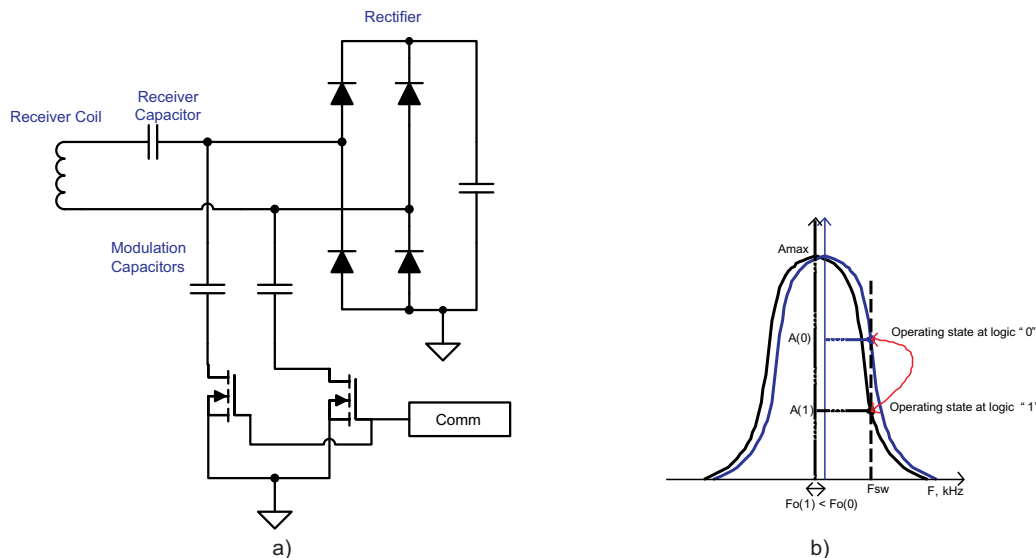 Rectifier
Receiver
Capacitor
Receiver Coil
Modulation
Capacitors
Comm
a)
Amax
A(0)
A(1)
Operating state at logic “ 0”
Operating state at logic “ 1”
Fsw
F, kHz
Fo(1) < Fo(0)
b)